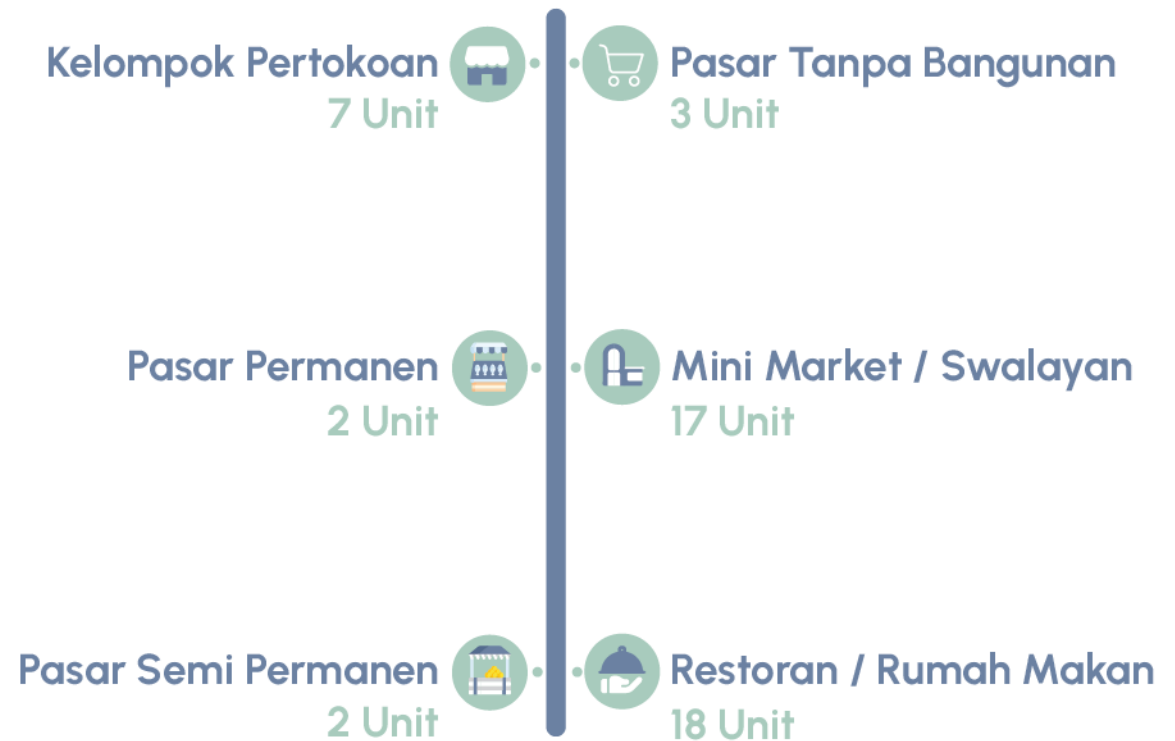 Kelompok Pertokoan
7 Unit
Pasar Tanpa Bangunan
3 Unit
Pasar Permanen
2 Unit
Mini Market / Swalayan
17 Unit
Pasar Semi Permanen
2 Unit
Restoran / Rumah Makan
18 Unit